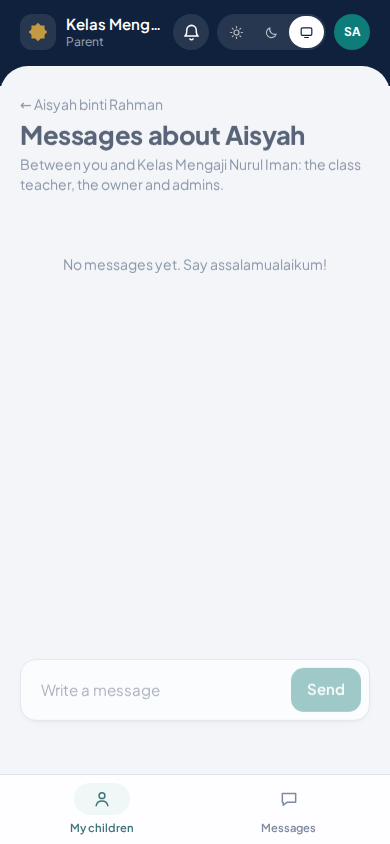 Kelas Meng...
Parent
SA
← Aisyah binti Rahman
Messages about Aisyah
Between you and Kelas Mengaji Nurul Iman: the class
teacher, the owner and admins.
No messages yet. Say assalamualaikum!
Write a message
Send
My children
Messages